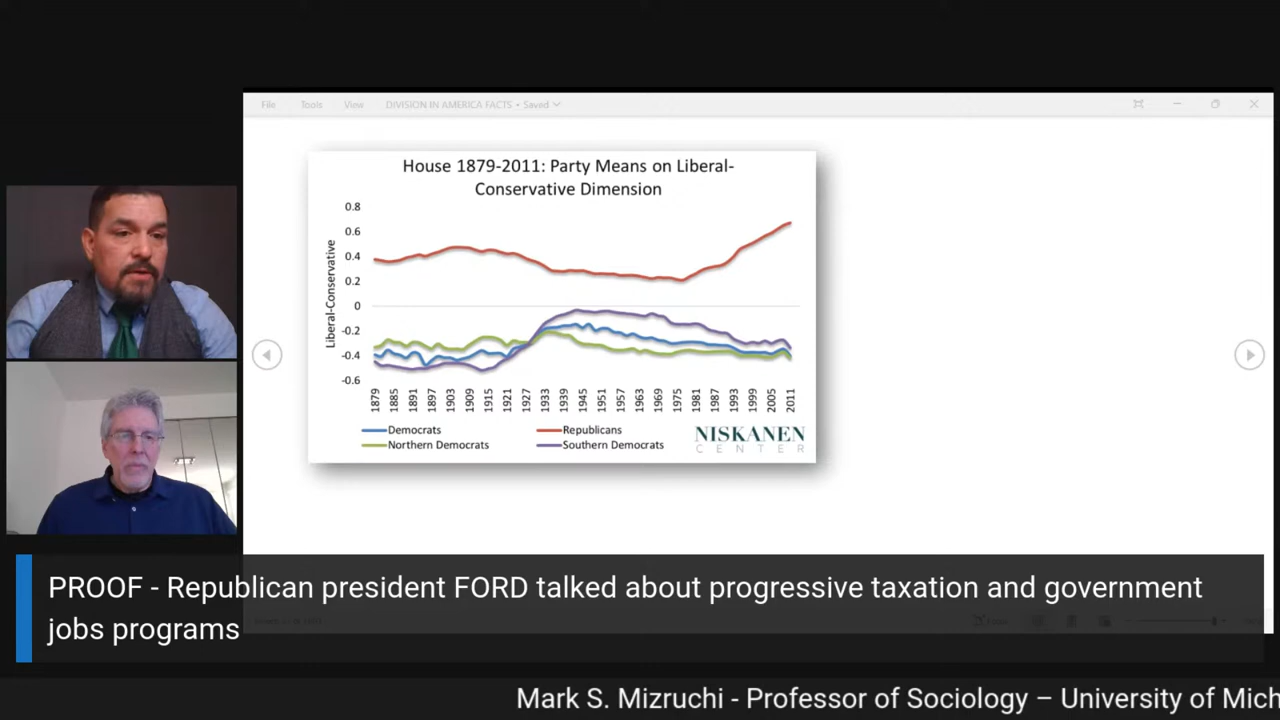 File Tools View DIVISION IN AMERICA FACTS • Saved
House 1879-2011: Party Means on Liberal-
Conservative Dimension
Liberal-Conservative
0.8
0.6
0.4
0.2
0
-0.2
-0.4
-0.6
1879 1885 1891 1897 1903 1909 1915 1921 1927 1933 1939 1945 1951 1957 1963 1969 1975 1981 1987 1993 1999 2005 2011
Democrats Republicans
Northern Democrats Southern Democrats
NISKANEN
CENTER
PROOF - Republican president FORD talked about progressive taxation and government
jobs programs
Mark S. Mizruchi - Professor of Sociology – University of Mich